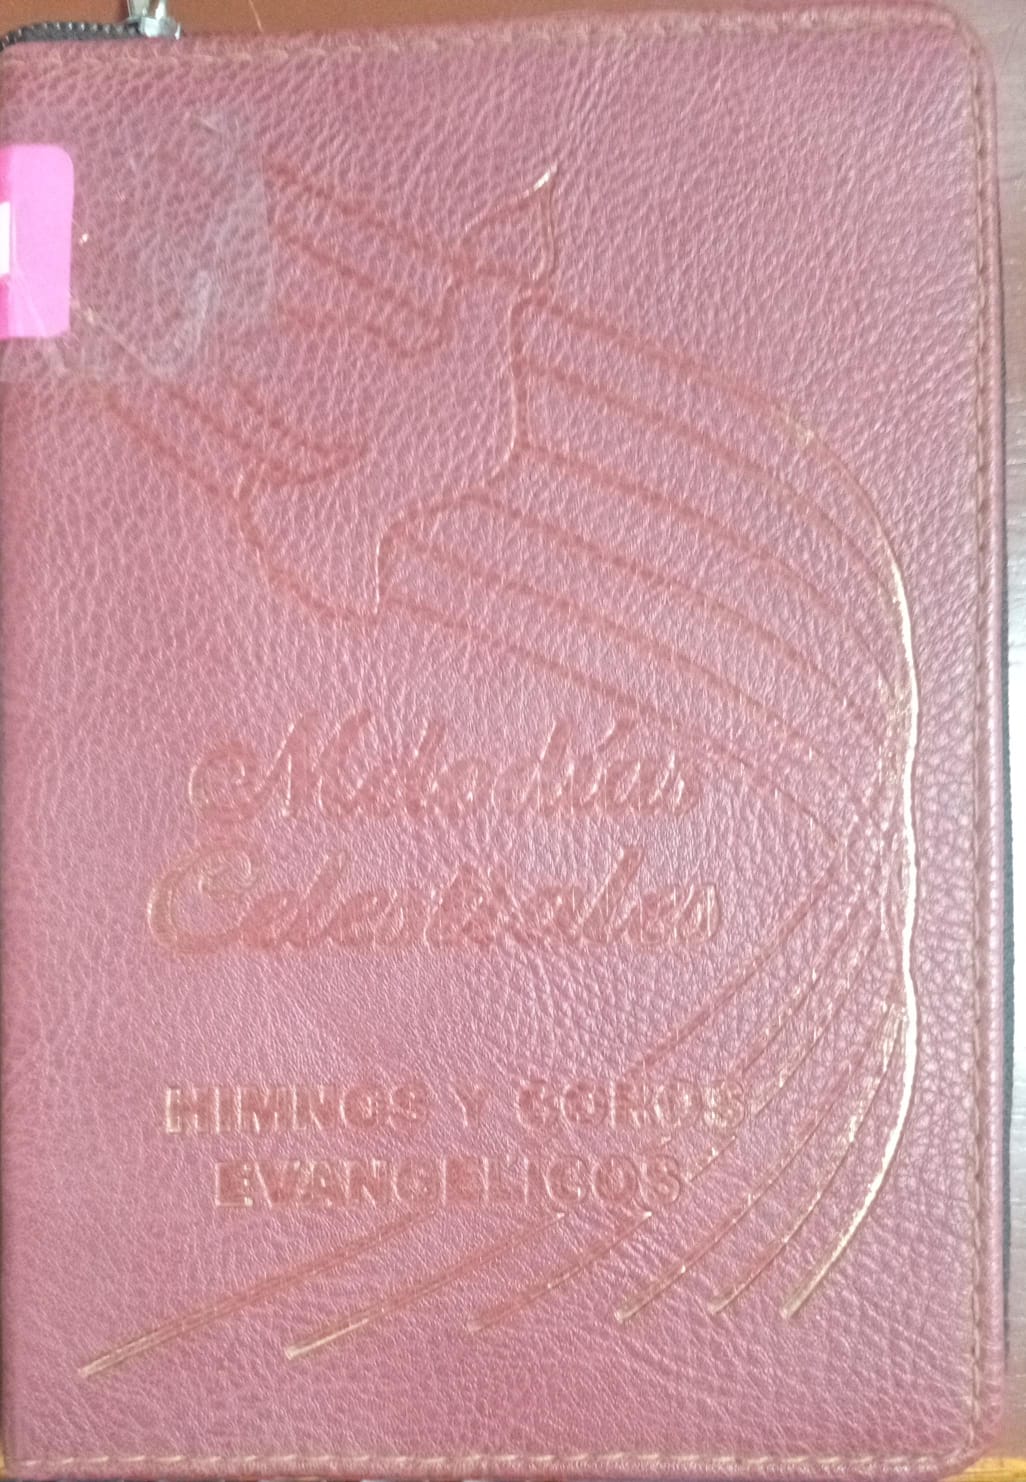 Melodías
Celestiales
HIMNOS Y COROS
EVANGELICOS